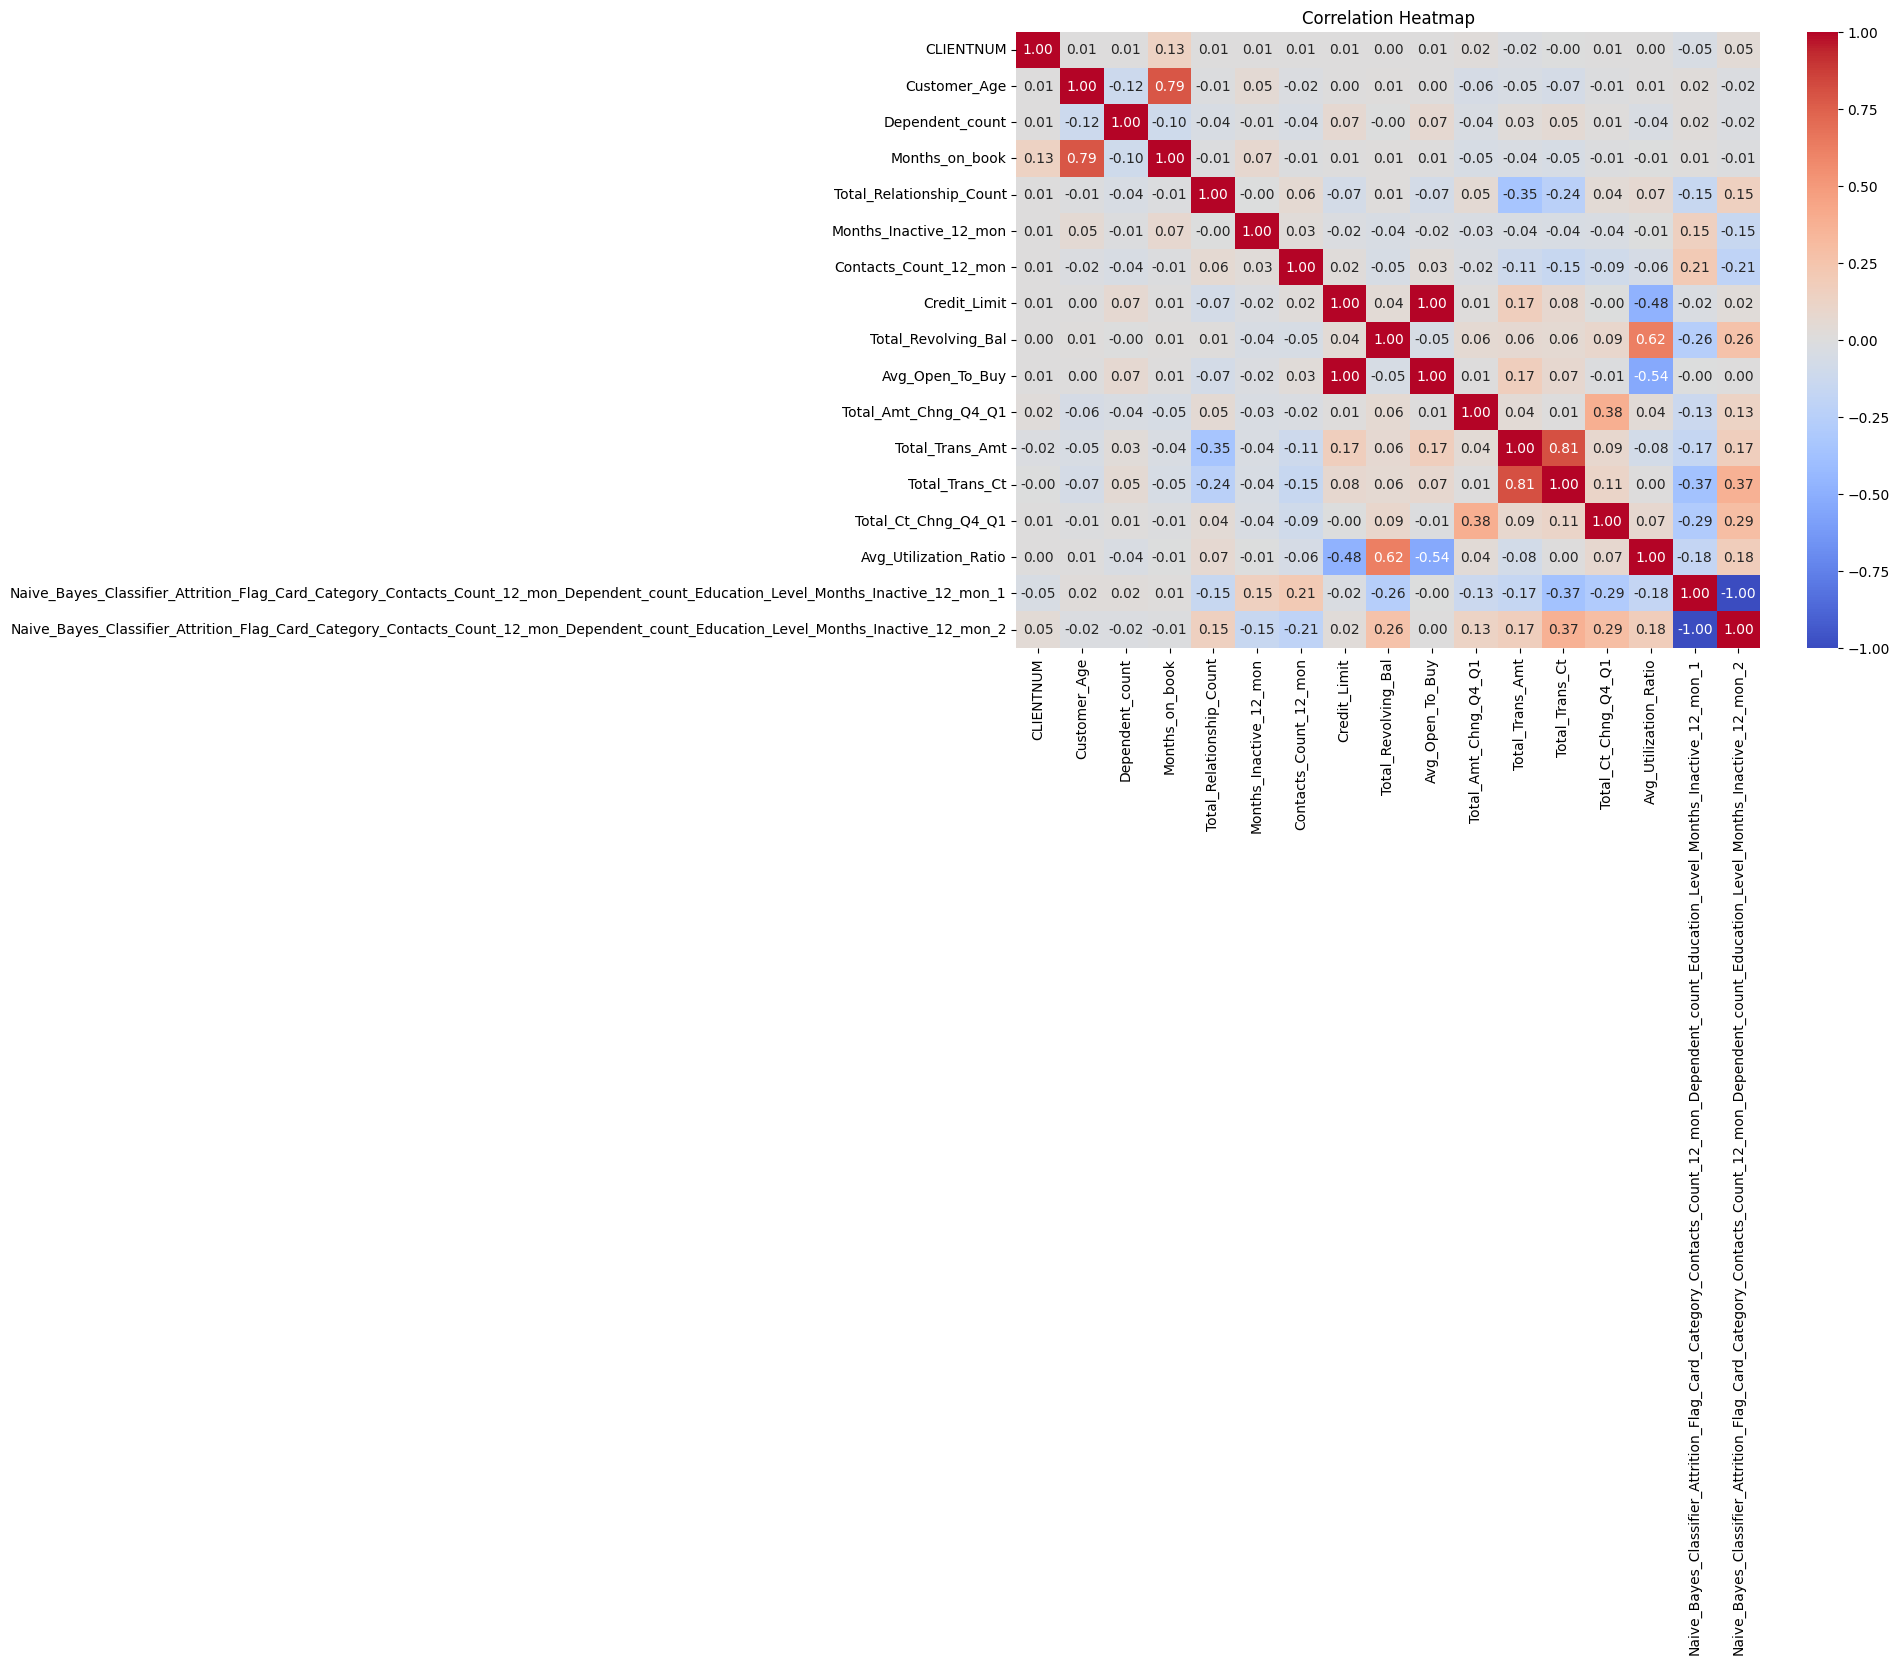 Correlation Heatmap
CLIENTNUM 1.00 0.01 0.01 0.13 0.01 0.01 0.01 0.01 0.00 0.01 0.02 -0.02 -0.00 0.01 0.00 -0.05 0.05
Customer_Age 0.01 1.00 -0.12 0.79 -0.01 0.05 -0.02 0.00 0.01 0.00 -0.06 -0.05 -0.07 -0.01 0.01 0.02 -0.02
Dependent_count 0.01 -0.12 1.00 -0.10 -0.04 -0.01 -0.04 0.07 -0.00 0.07 -0.04 0.03 0.05 0.01 -0.04 0.02 -0.02
Months_on_book 0.13 0.79 -0.10 1.00 -0.01 0.07 -0.01 0.01 0.01 0.01 -0.05 -0.04 -0.05 -0.01 -0.01 0.01 -0.01
Total_Relationship_Count 0.01 -0.01 -0.04 -0.01 1.00 -0.00 0.06 -0.07 0.01 -0.07 0.05 -0.35 -0.24 0.04 0.07 -0.15 0.15
Months_Inactive_12_mon 0.01 0.05 -0.01 0.07 -0.00 1.00 0.03 -0.02 -0.04 -0.02 -0.03 -0.04 -0.04 -0.04 -0.01 0.15 -0.15
Contacts_Count_12_mon 0.01 -0.02 -0.04 -0.01 0.06 0.03 1.00 0.02 -0.05 0.03 -0.02 -0.11 -0.15 -0.09 -0.06 0.21 -0.21
Credit_Limit 0.01 0.00 0.07 0.01 -0.07 -0.02 0.02 1.00 0.04 1.00 0.01 0.17 0.08 -0.00 -0.48 -0.02 0.02
Total_Revolving_Bal 0.00 0.01 -0.00 0.01 0.01 -0.04 -0.05 0.04 1.00 -0.05 0.06 0.06 0.06 0.09 0.62 -0.26 0.26
Avg_Open_To_Buy 0.01 0.00 0.07 0.01 -0.07 -0.02 0.03 1.00 -0.05 1.00 0.01 0.17 0.07 -0.01 -0.54 -0.00 0.00
Total_Amt_Chng_Q4_Q1 0.02 -0.06 -0.04 -0.05 0.05 -0.03 -0.02 0.01 0.06 0.01 1.00 0.04 0.01 0.38 0.04 -0.13 0.13
Total_Trans_Amt -0.02 -0.05 0.03 -0.04 -0.35 -0.04 -0.11 0.17 0.06 0.17 0.04 1.00 0.81 0.09 -0.08 -0.17 0.17
Total_Trans_Ct -0.00 -0.07 0.05 -0.05 -0.24 -0.04 -0.15 0.08 0.06 0.07 0.01 0.81 1.00 0.11 0.00 -0.37 0.37
Total_Ct_Chng_Q4_Q1 0.01 -0.01 0.01 -0.01 0.04 -0.04 -0.09 -0.00 0.09 -0.01 0.38 0.09 0.11 1.00 0.07 -0.29 0.29
Avg_Utilization_Ratio 0.00 0.01 -0.04 -0.01 0.07 -0.01 -0.06 -0.48 0.62 -0.54 0.04 -0.08 0.00 0.07 1.00 -0.18 0.18
Naive_Bayes_Classifier_Attrition_Flag_Card_Category_Contacts_Count_12_mon_Dependent_count_Education_Level_Months_Inactive_12_mon_1 -0.05 0.02 0.02 0.01 -0.15 0.15 0.21 -0.02 -0.26 -0.00 -0.13 -0.17 -0.37 -0.29 -0.18 1.00 -1.00
Naive_Bayes_Classifier_Attrition_Flag_Card_Category_Contacts_Count_12_mon_Dependent_count_Education_Level_Months_Inactive_12_mon_2 0.05 -0.02 -0.02 -0.01 0.15 -0.15 -0.21 0.02 0.26 0.00 0.13 0.17 0.37 0.29 0.18 -1.00 1.00
CLIENTNUM
Customer_Age
Dependent_count
Months_on_book
Total_Relationship_Count
Months_Inactive_12_mon
Contacts_Count_12_mon
Credit_Limit
Total_Revolving_Bal
Avg_Open_To_Buy
Total_Amt_Chng_Q4_Q1
Total_Trans_Amt
Total_Trans_Ct
Total_Ct_Chng_Q4_Q1
Avg_Utilization_Ratio
Naive_Bayes_Classifier_Attrition_Flag_Card_Category_Contacts_Count_12_mon_Dependent_count_Education_Level_Months_Inactive_12_mon_1
Naive_Bayes_Classifier_Attrition_Flag_Card_Category_Contacts_Count_12_mon_Dependent_count_Education_Level_Months_Inactive_12_mon_2
1.00
0.75
0.50
0.25
0.00
−0.25
−0.50
−0.75
−1.00